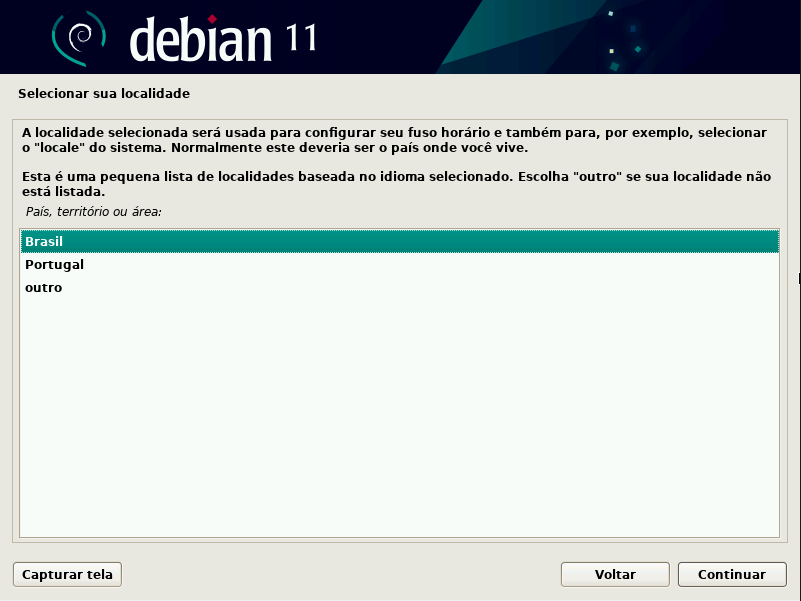 debian 11
Selecionar sua localidade
A localidade selecionada será usada para configurar seu fuso horário e também para, por exemplo, selecionar
o "locale" do sistema. Normalmente este deveria ser o país onde você vive.
Esta é uma pequena lista de localidades baseada no idioma selecionado. Escolha "outro" se sua localidade não
está listada.
País, território ou área:
Brasil
Portugal
outro
Capturar tela
Voltar
Continuar